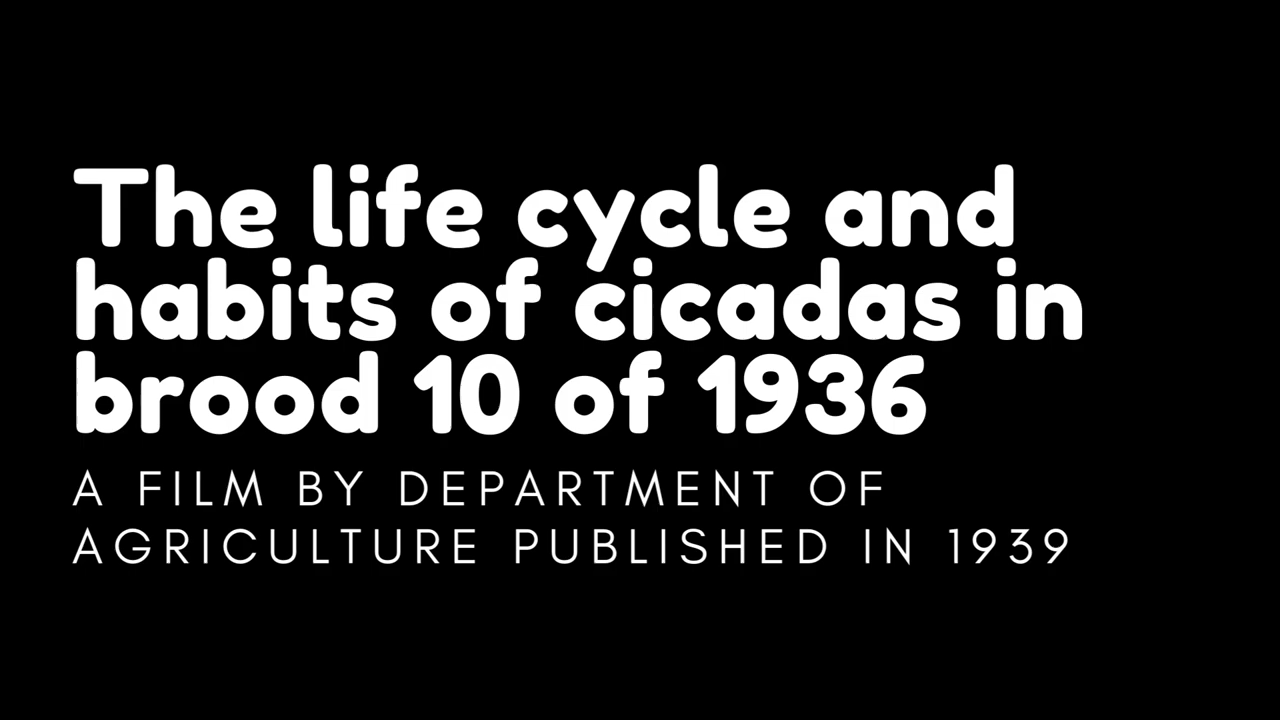 The life cycle and
habits of cicadas in
brood 10 of 1936
A FILM BY DEPARTMENT OF
AGRICULTURE PUBLISHED IN 1939